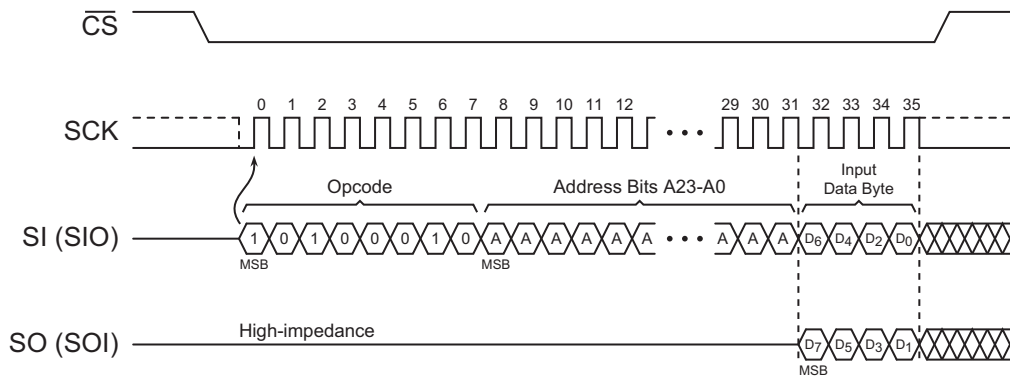 CS
0 1 2 3 4 5 6 7 8 9 10 11 12 29 30 31 32 33 34 35
SCK
Opcode
Address Bits A23-A0
Input
Data Byte
SI (SIO)
1 0 1 0 0 0 1 0 A A A A A A • • • A A A D6 D4 D2 D0
MSB
MSB
High-impedance
SO (SOI)
D7 D5 D3 D1
MSB